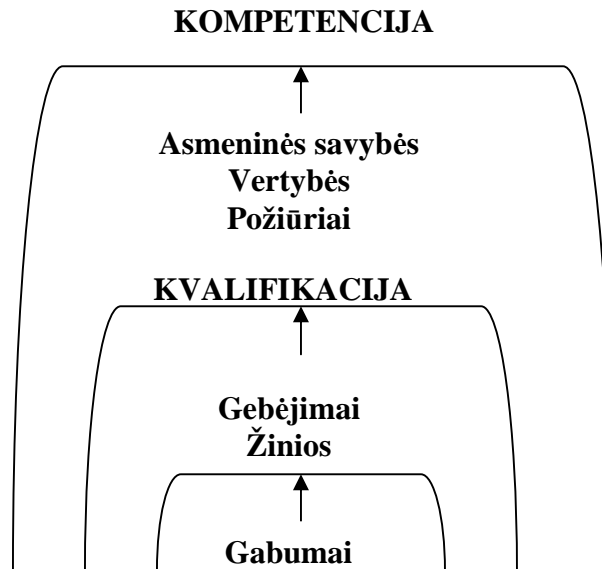 KOMPETENCIJA
Asmeninės savybės
Vertybės
Požiūriai
KVALIFIKACIJA
Gebėjimai
Žinios
Gabumai